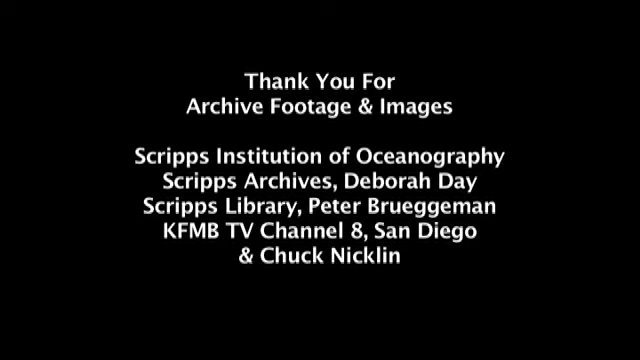 Thank You For
Archive Footage & Images
Scripps Institution of Oceanography
Scripps Archives, Deborah Day
Scripps Library, Peter Brueggeman
KFMB TV Channel 8, San Diego
& Chuck Nicklin